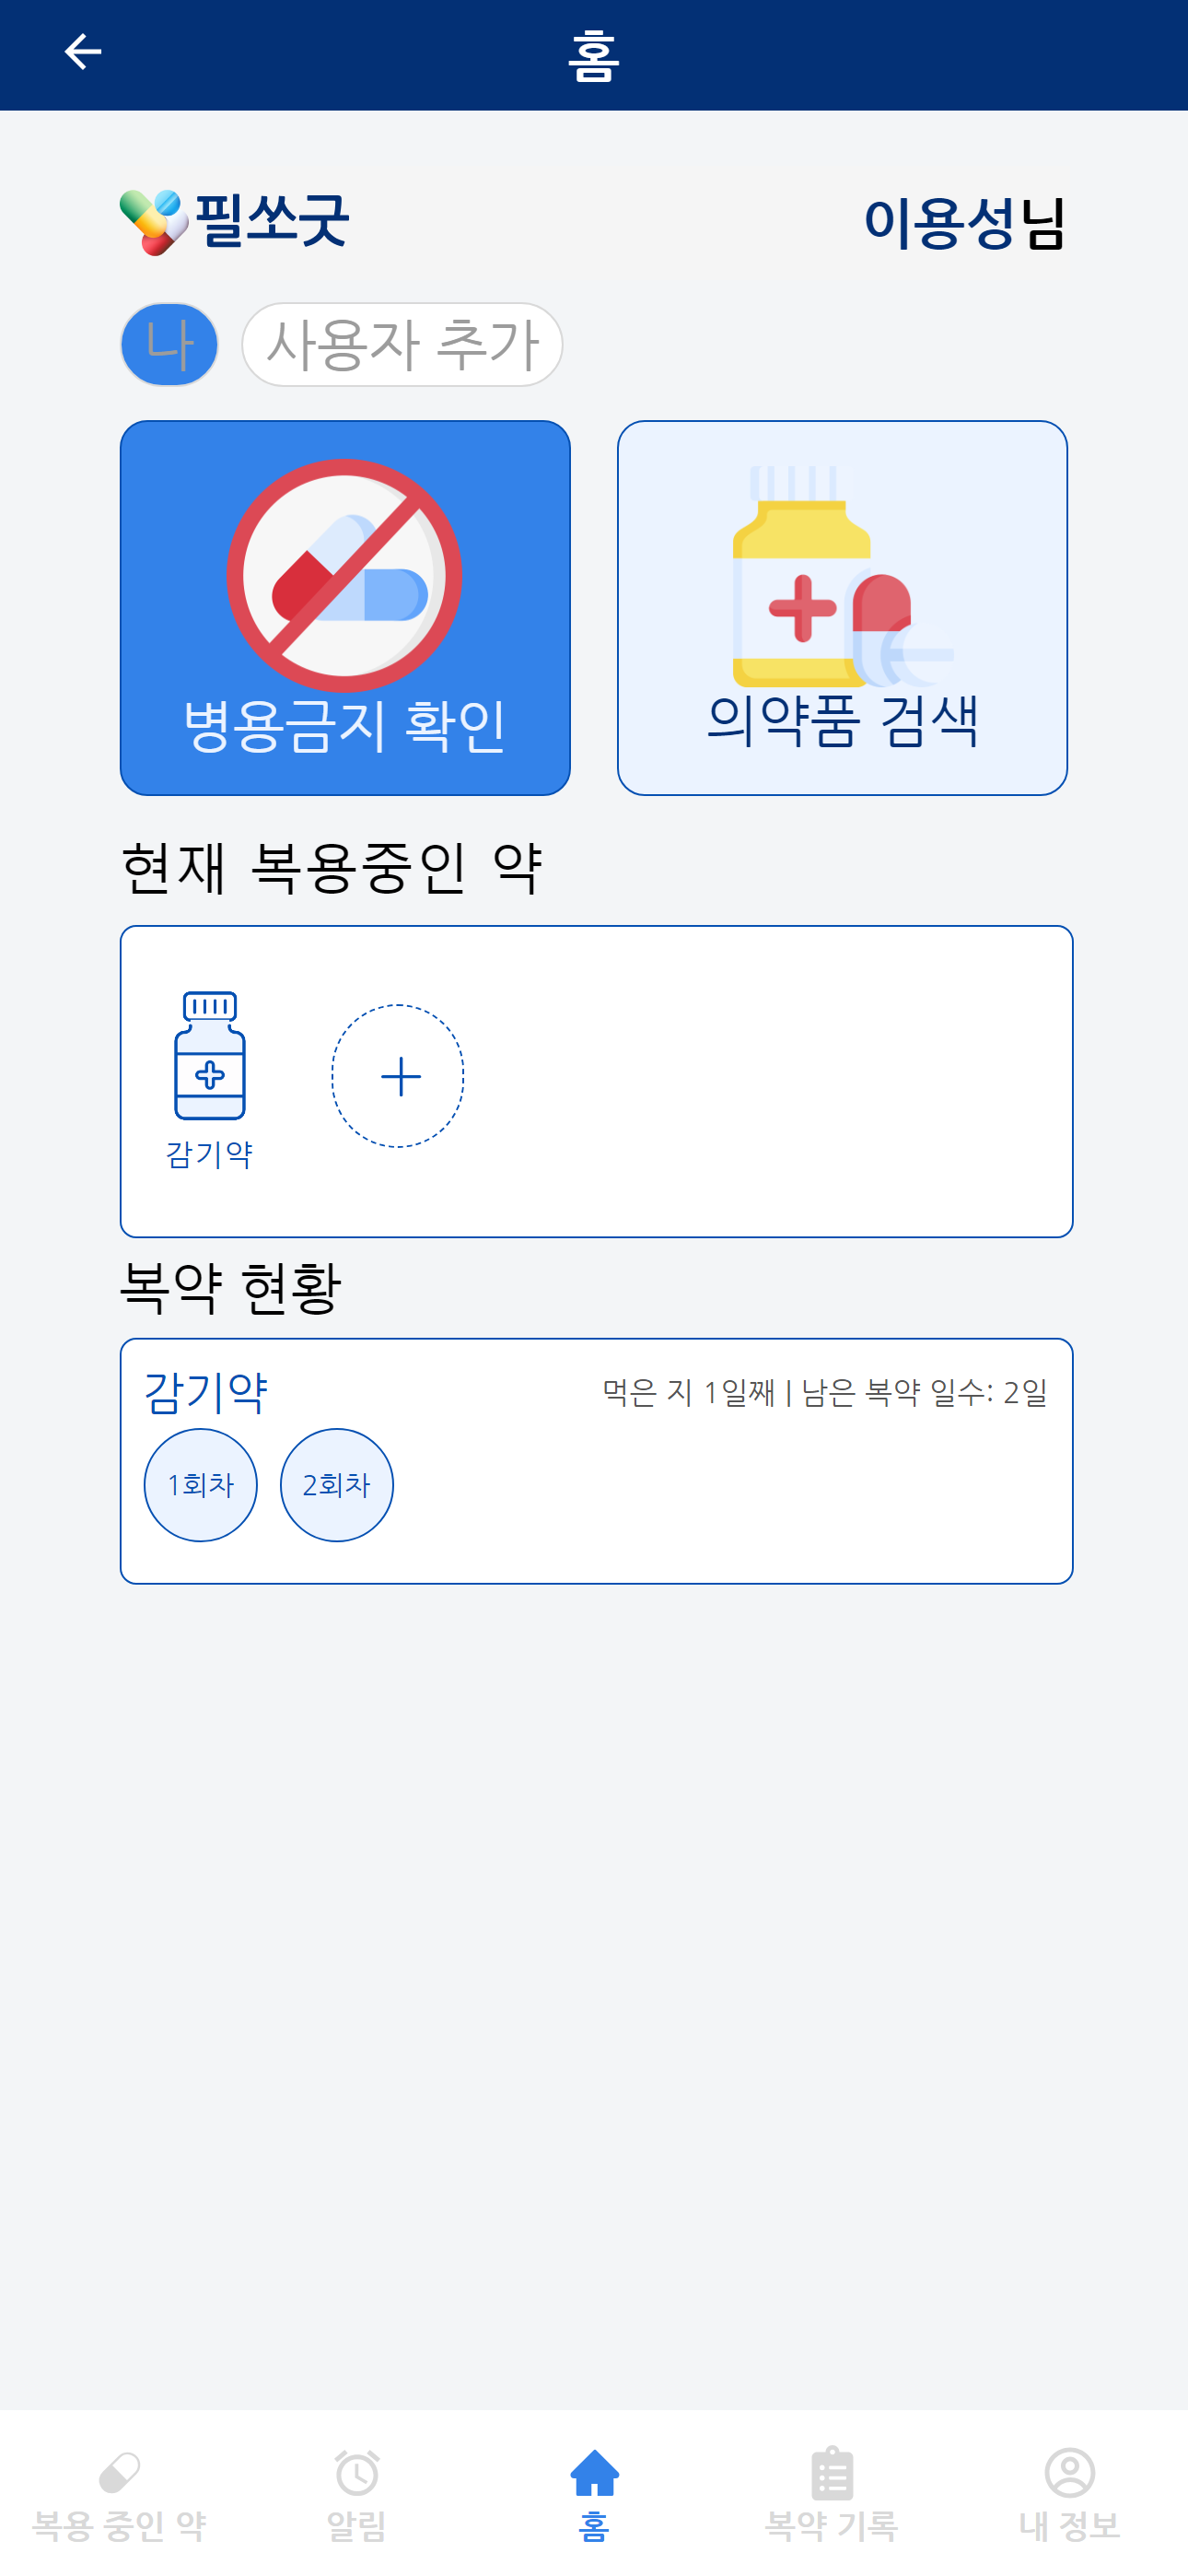 홈
필쏘굿
이용성님
나
사용자 추가
병용금지 확인
의약품 검색
현재 복용중인 약
감기약
복약 현황
감기약
먹은 지 1일째 | 남은 복약 일수: 2일
1회차
2회차
복용 중인 약
알림
홈
복약 기록
내 정보